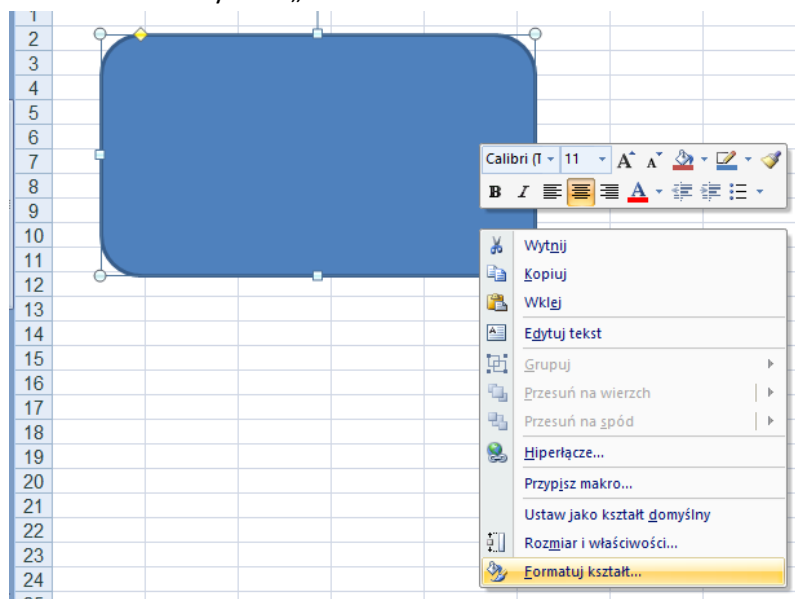 1
2
3
4
5
6
7
Calibri (T 11 A A
8
B I A
9
10
Wytnij
11
Kopiuj
12
Wklej
13
14
Edytuj tekst
15
Grupuj
16
Przesuń na wierzch
17
Przesuń na spód
18
19
Hiperłącze...
20
Przypisz makro...
21
Ustaw jako kształt domyślny
22
Rozmiar i właściwości...
23
Formatuj kształt...
24